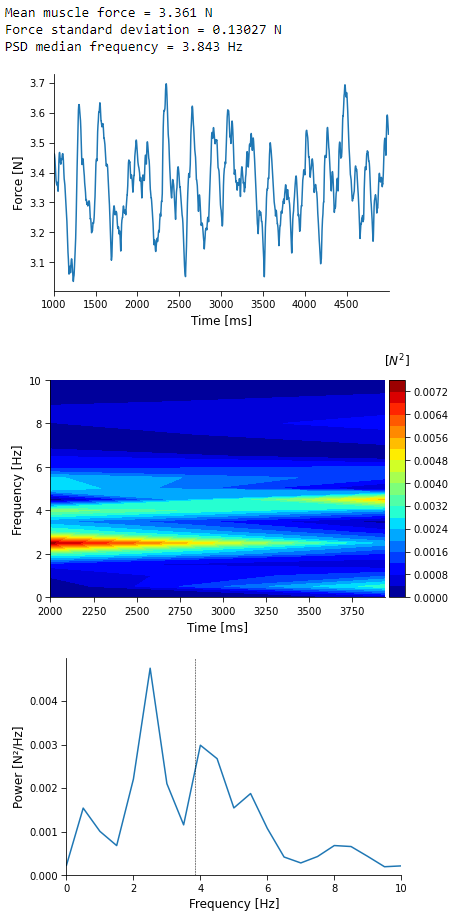 Mean muscle force = 3.361 N
Force standard deviation = 0.13027 N
PSD median frequency = 3.843 Hz
3.7
3.6
3.5
3.4
3.3
3.2
3.1
Force [N]
1000 1500 2000 2500 3000 3500 4000 4500
Time [ms]
[N²]
10
8
6
4
2
0
Frequency [Hz]
2000 2250 2500 2750 3000 3250 3500 3750
Time [ms]
0.0072
0.0064
0.0056
0.0048
0.0040
0.0032
0.0024
0.0016
0.0008
0.0000
0.004
0.003
0.002
0.001
0.000
Power [N²/Hz]
0 2 4 6 8 10
Frequency [Hz]